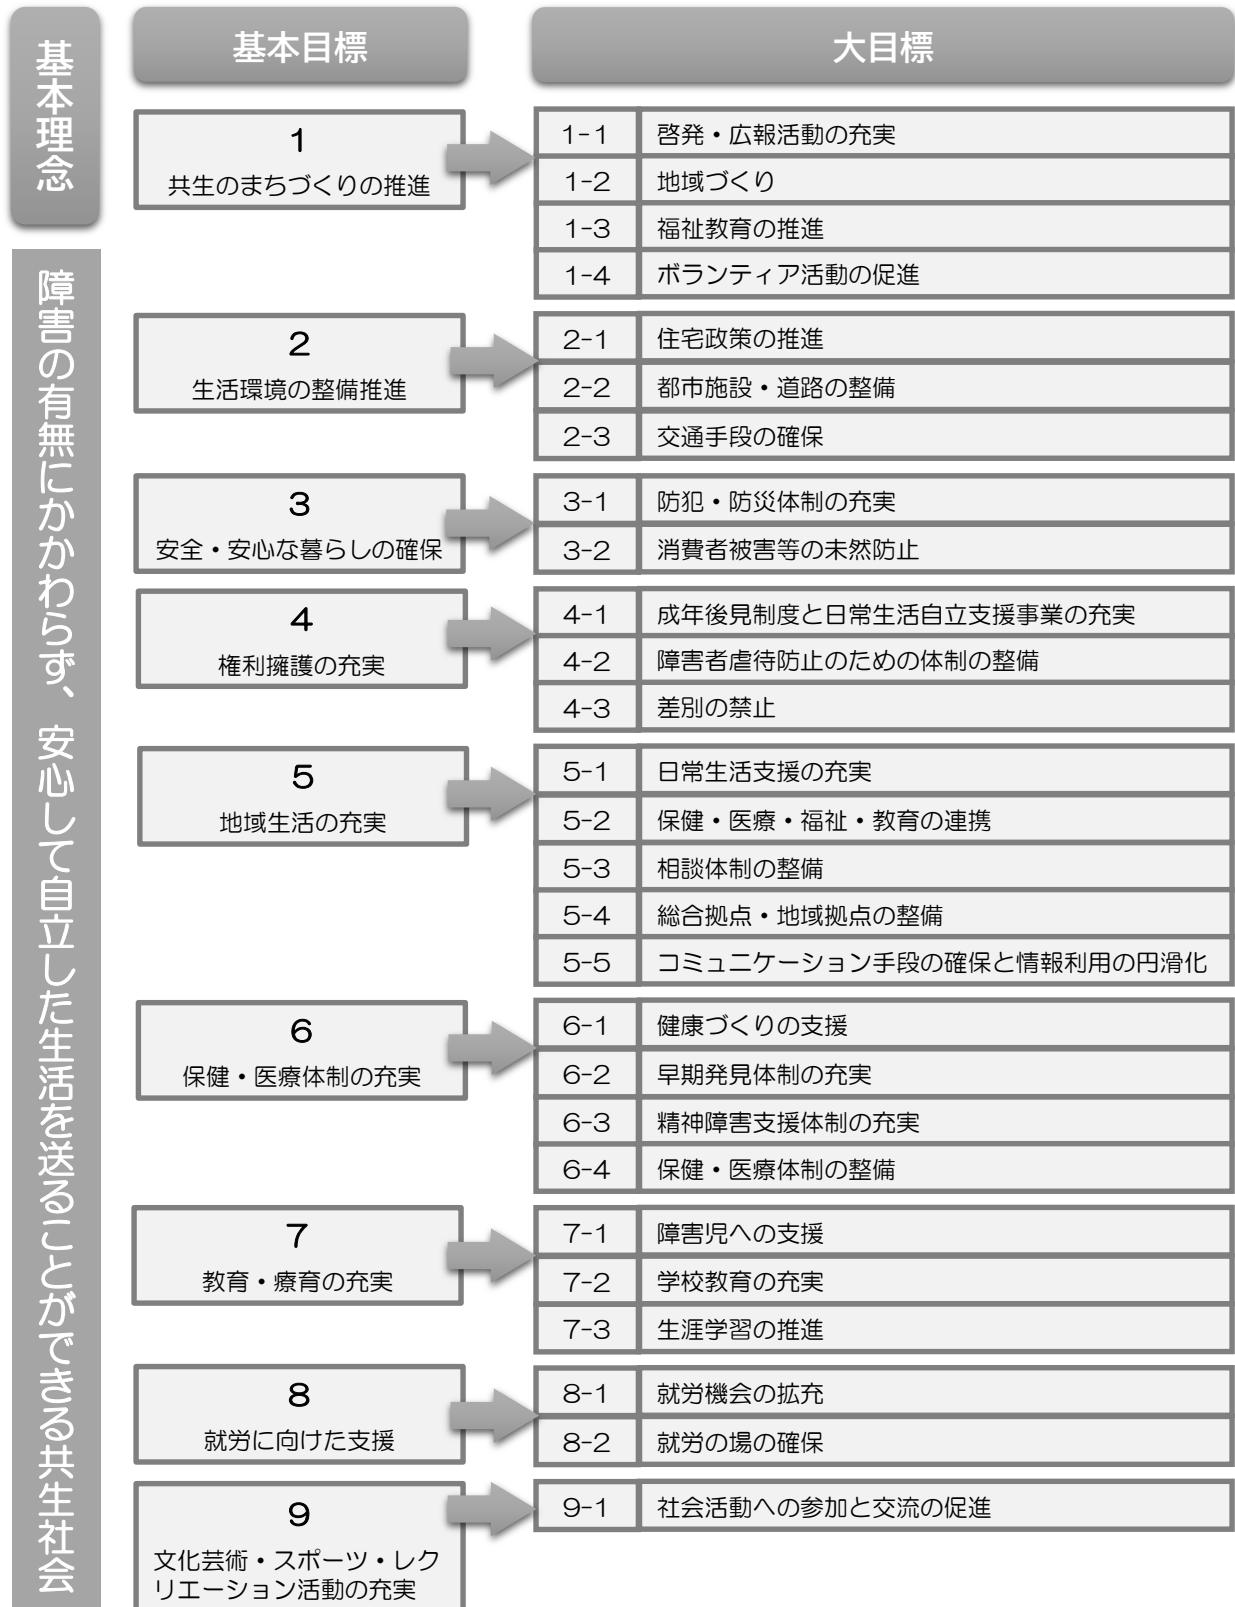 基本理念
障害の有無にかかわらず、安心して自立した生活を送ることができる共生社会
基本目標
大目標
1
共生のまちづくりの推進
1-1 啓発・広報活動の充実
1-2 地域づくり
1-3 福祉教育の推進
1-4 ボランティア活動の促進
2
生活環境の整備推進
2-1 住宅政策の推進
2-2 都市施設・道路の整備
2-3 交通手段の確保
3
安全・安心な暮らしの確保
3-1 防犯・防災体制の充実
3-2 消費者被害等の未然防止
4
権利擁護の充実
4-1 成年後見制度と日常生活自立支援事業の充実
4-2 障害者虐待防止のための体制の整備
4-3 差別の禁止
5
地域生活の充実
5-1 日常生活支援の充実
5-2 保健・医療・福祉・教育の連携
5-3 相談体制の整備
5-4 総合拠点・地域拠点の整備
5-5 コミュニケーション手段の確保と情報利用の円滑化
6
保健・医療体制の充実
6-1 健康づくりの支援
6-2 早期発見体制の充実
6-3 精神障害支援体制の充実
6-4 保健・医療体制の整備
7
教育・療育の充実
7-1 障害児への支援
7-2 学校教育の充実
7-3 生涯学習の推進
8
就労に向けた支援
8-1 就労機会の拡充
8-2 就労の場の確保
9
文化芸術・スポーツ・レク
リエーション活動の充実
9-1 社会活動への参加と交流の促進